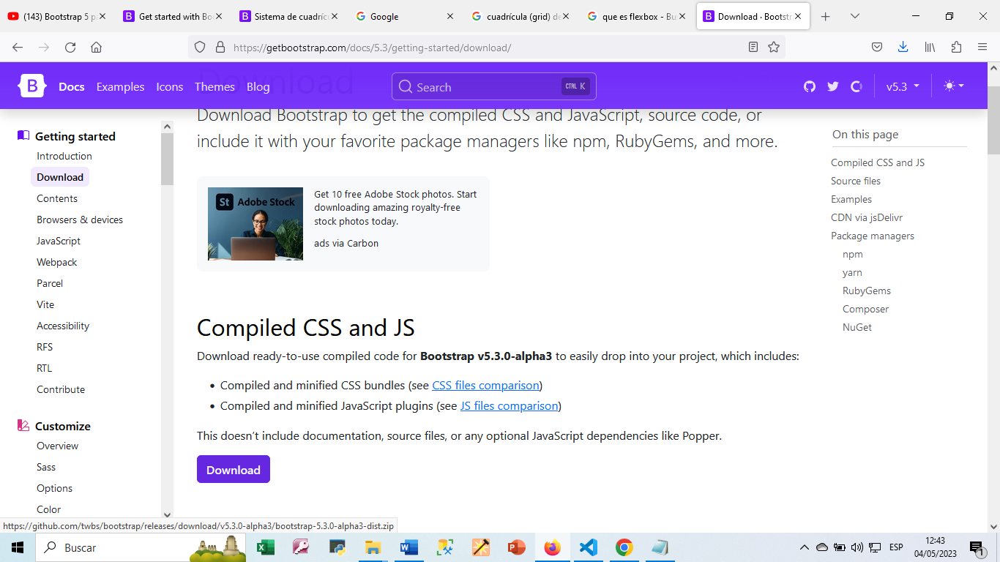 (143) Bootstrap 5 p
Get started with Boo
Sistema de cuadrícu
Google
cuadrícula (grid) de
que es flexbox - Bu
Download · Bootstr
https://getbootstrap.com/docs/5.3/getting-started/download/
B
Docs
Examples
Icons
Themes
Blog
Search
CTRL K
v5.3
Download
Download Bootstrap to get the compiled CSS and JavaScript, source code, or
include it with your favorite package managers like npm, RubyGems, and more.
Getting started
Introduction
Download
Contents
Browsers & devices
JavaScript
Webpack
Parcel
Vite
Accessibility
RFS
RTL
Contribute
Customize
Overview
Sass
Options
Color
St Adobe Stock
Get 10 free Adobe Stock photos. Start
downloading amazing royalty-free
stock photos today.
ads via Carbon
Compiled CSS and JS
Download ready-to-use compiled code for Bootstrap v5.3.0-alpha3 to easily drop into your project, which includes:
• Compiled and minified CSS bundles (see CSS files comparison)
• Compiled and minified JavaScript plugins (see JS files comparison)
This doesn't include documentation, source files, or any optional JavaScript dependencies like Popper.
Download
On this page
Compiled CSS and JS
Source files
Examples
CDN via jsDelivr
Package managers
npm
yarn
RubyGems
Composer
NuGet
https://github.com/twbs/bootstrap/releases/download/v5.3.0-alpha3/bootstrap-5.3.0-alpha3-dist.zip
Buscar
ESP
12:43
04/05/2023
1